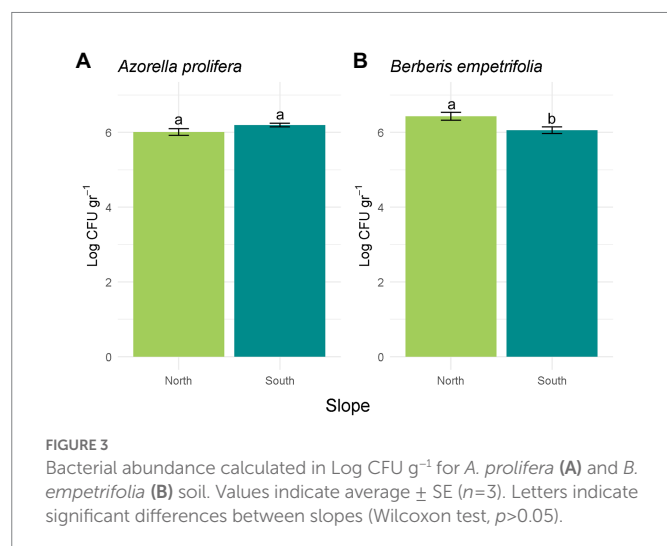 A Azorella prolifera
B Berberis empetrifolia
Log CFU gr⁻¹
6
4
2
0
a
a
North
South
Log CFU gr⁻¹
6
4
2
0
a
b
North
South
Slope
FIGURE 3
Bacterial abundance calculated in Log CFU g⁻¹ for A. prolifera (A) and B.
empetrifolia (B) soil. Values indicate average ± SE (n=3). Letters indicate
significant differences between slopes (Wilcoxon test, p>0.05).